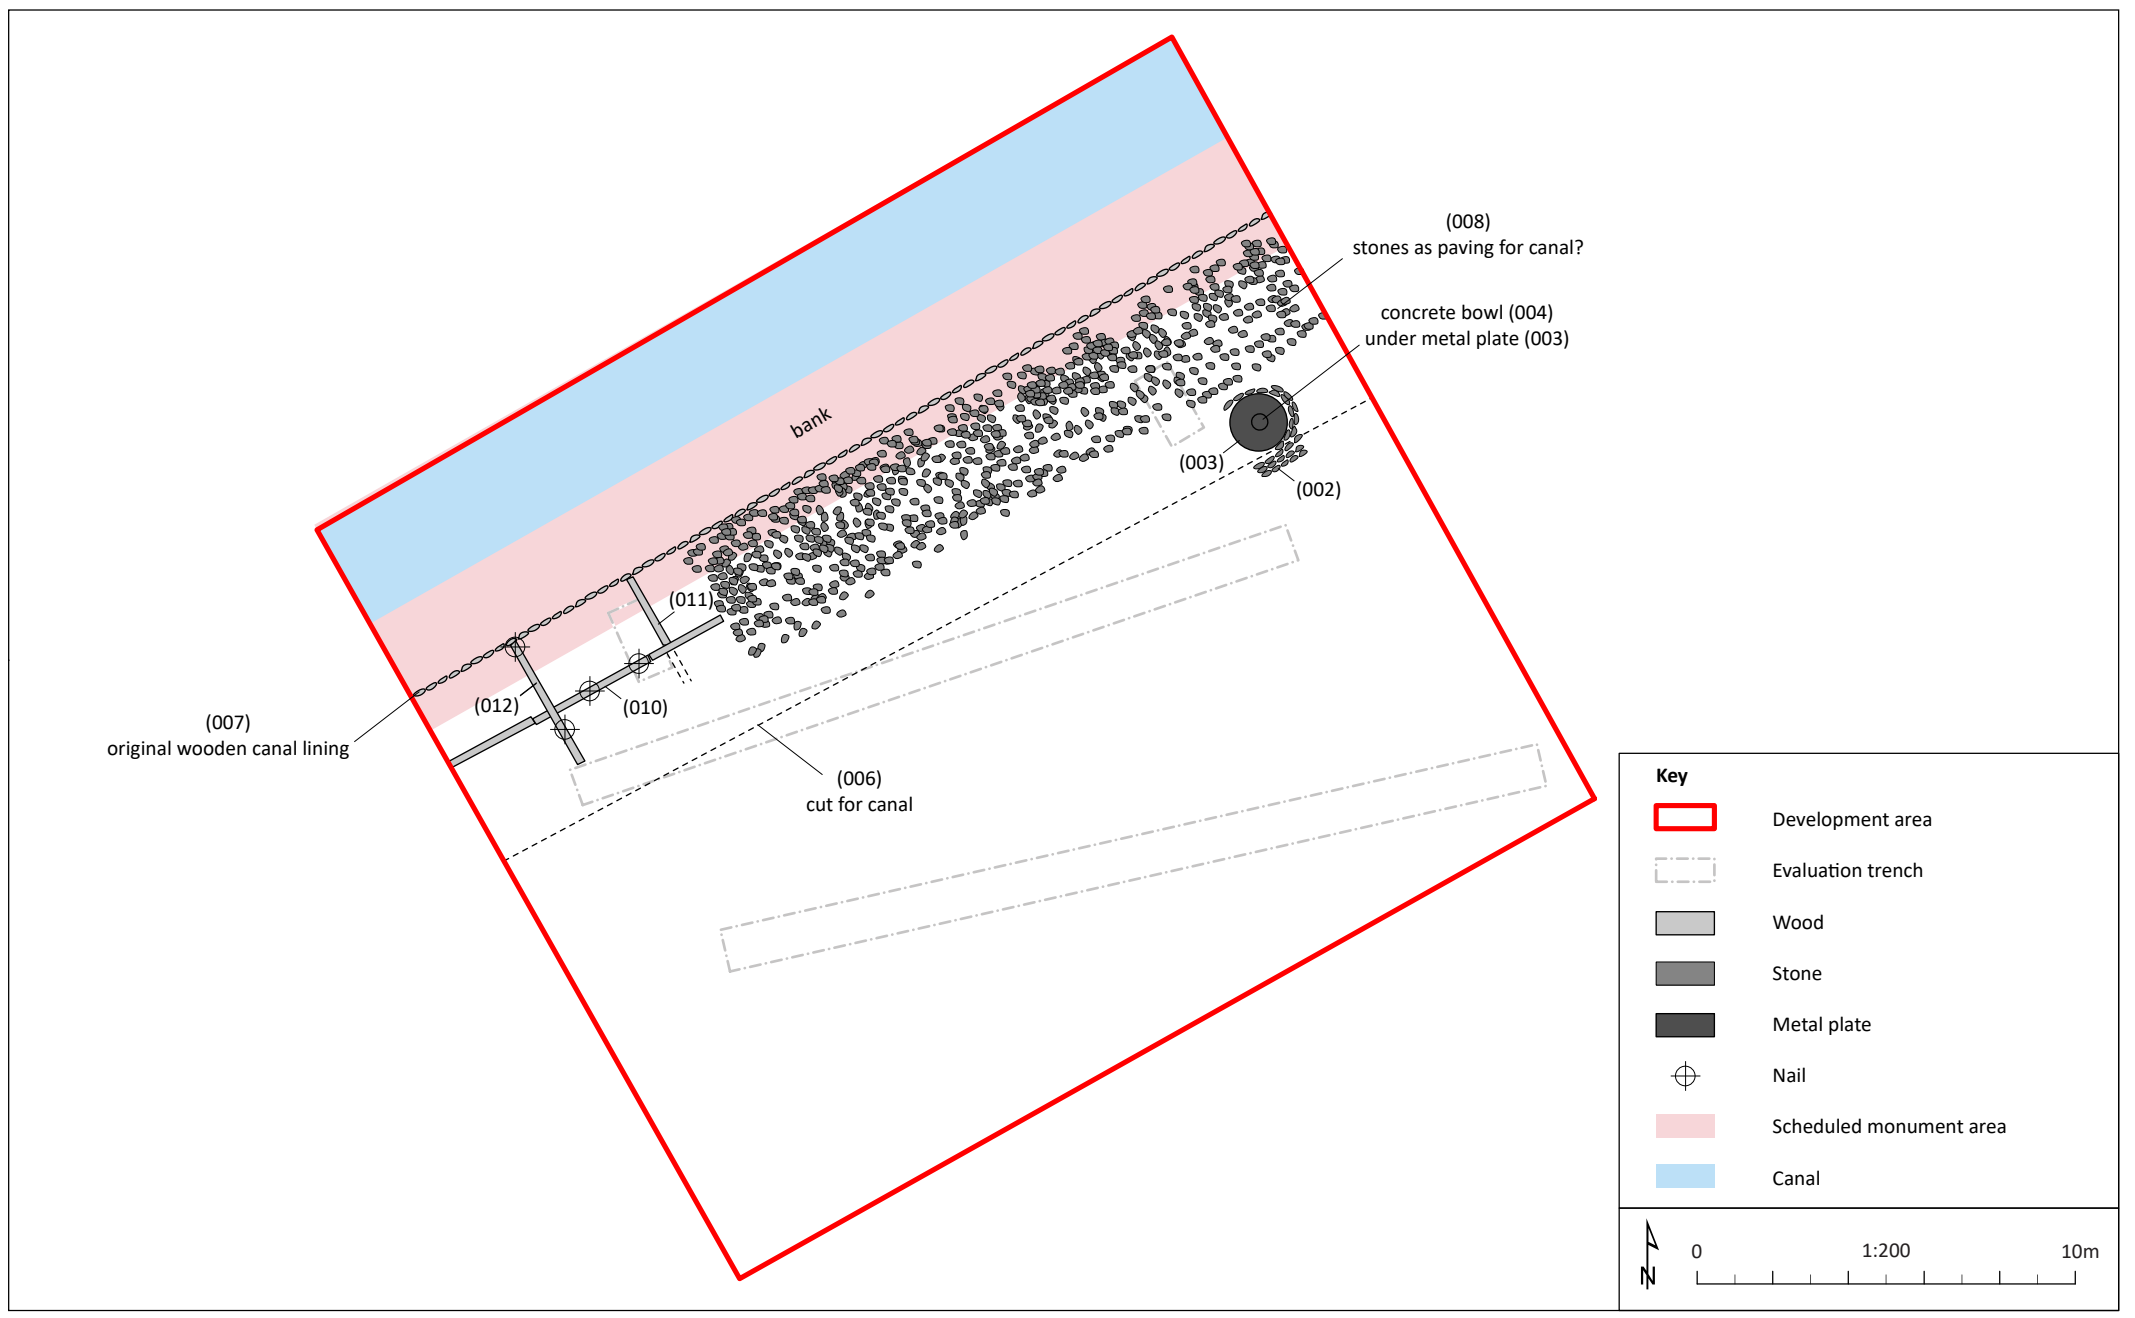 (008)
stones as paving for canal?
concrete bowl (004)
under metal plate (003)
bank
(003)
(002)
(011)
(012)
(010)
(007)
original wooden canal lining
(006)
cut for canal
Key
Development area
Evaluation trench
Wood
Stone
Metal plate
Nail
Scheduled monument area
Canal
N
0 1:200 10m